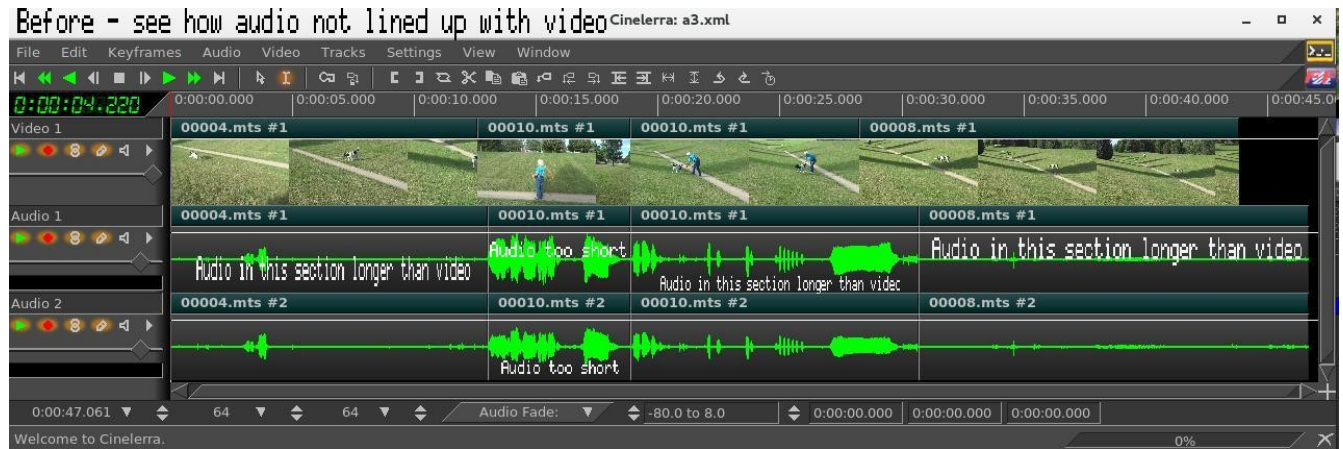 Before - see how audio not lined up with video Cinelerra: a3.xml
File Edit Keyframes Audio Video Tracks Settings View Window
0:00:04.220 0:00:00.000 0:00:05.000 0:00:10.000 0:00:15.000 0:00:20.000 0:00:25.000 0:00:30.000 0:00:35.000 0:00:40.000 0:00:45.0
Video 1 00004.mts #1 00010.mts #1 00010.mts #1 00008.mts #1
Audio 1 00004.mts #1 00010.mts #1 00010.mts #1 00008.mts #1
Audio too short Audio in this section longer than video
Audio in this section longer than video
Audio in this section longer than videc
Audio 2 00004.mts #2 00010.mts #2 00010.mts #2 00008.mts #2
Audio too short
0:00:47.061 64 64 Audio Fade: -80.0 to 8.0 0:00:00.000 0:00:00.000 0:00:00.000
Welcome to Cinelerra. 0%